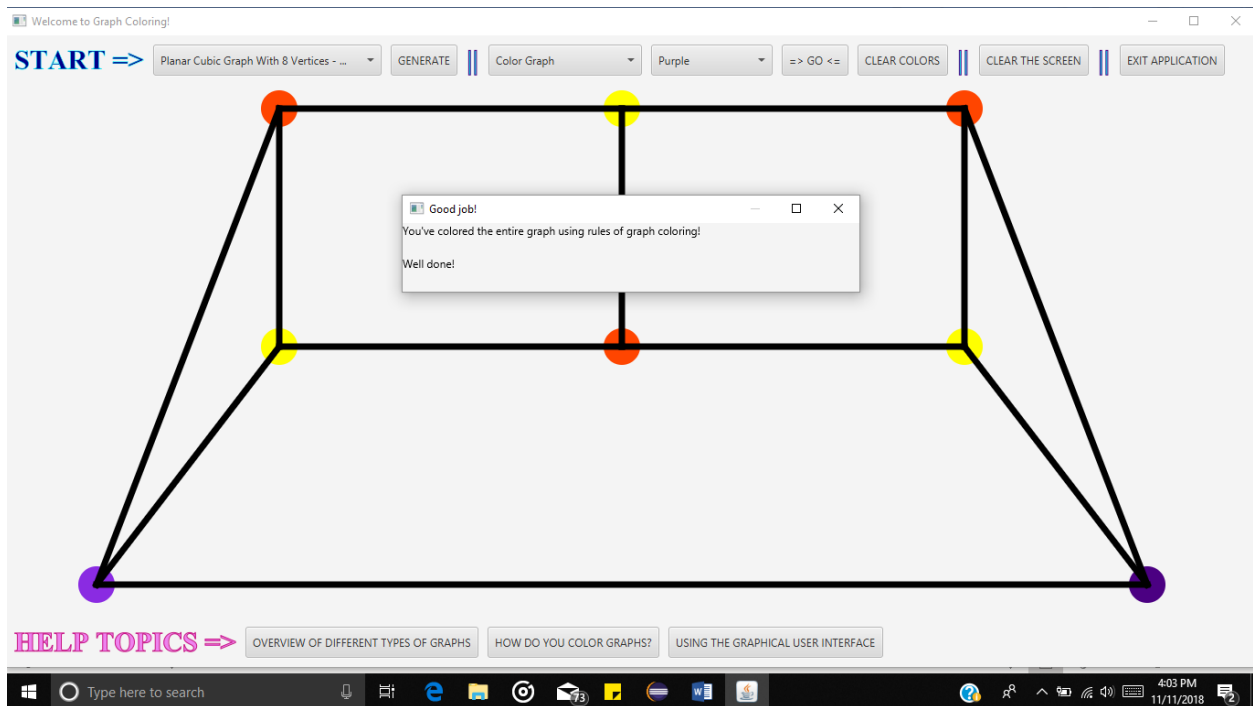 Welcome to Graph Coloring!
START => Planar Cubic Graph With 8 Vertices - ... GENERATE Color Graph Purple => GO <= CLEAR COLORS CLEAR THE SCREEN EXIT APPLICATION
Good job!
You've colored the entire graph using rules of graph coloring!
Well done!
HELP TOPICS => OVERVIEW OF DIFFERENT TYPES OF GRAPHS HOW DO YOU COLOR GRAPHS? USING THE GRAPHICAL USER INTERFACE
Type here to search 73 4:03 PM
11/11/2018 2